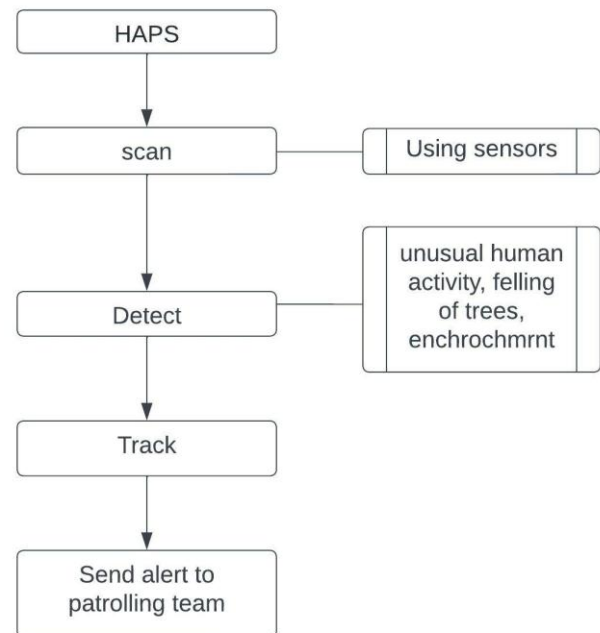 HAPS
scan
Using sensors
unusual human
activity, felling
of trees,
enchrochmrnt
Detect
Track
Send alert to
patrolling team